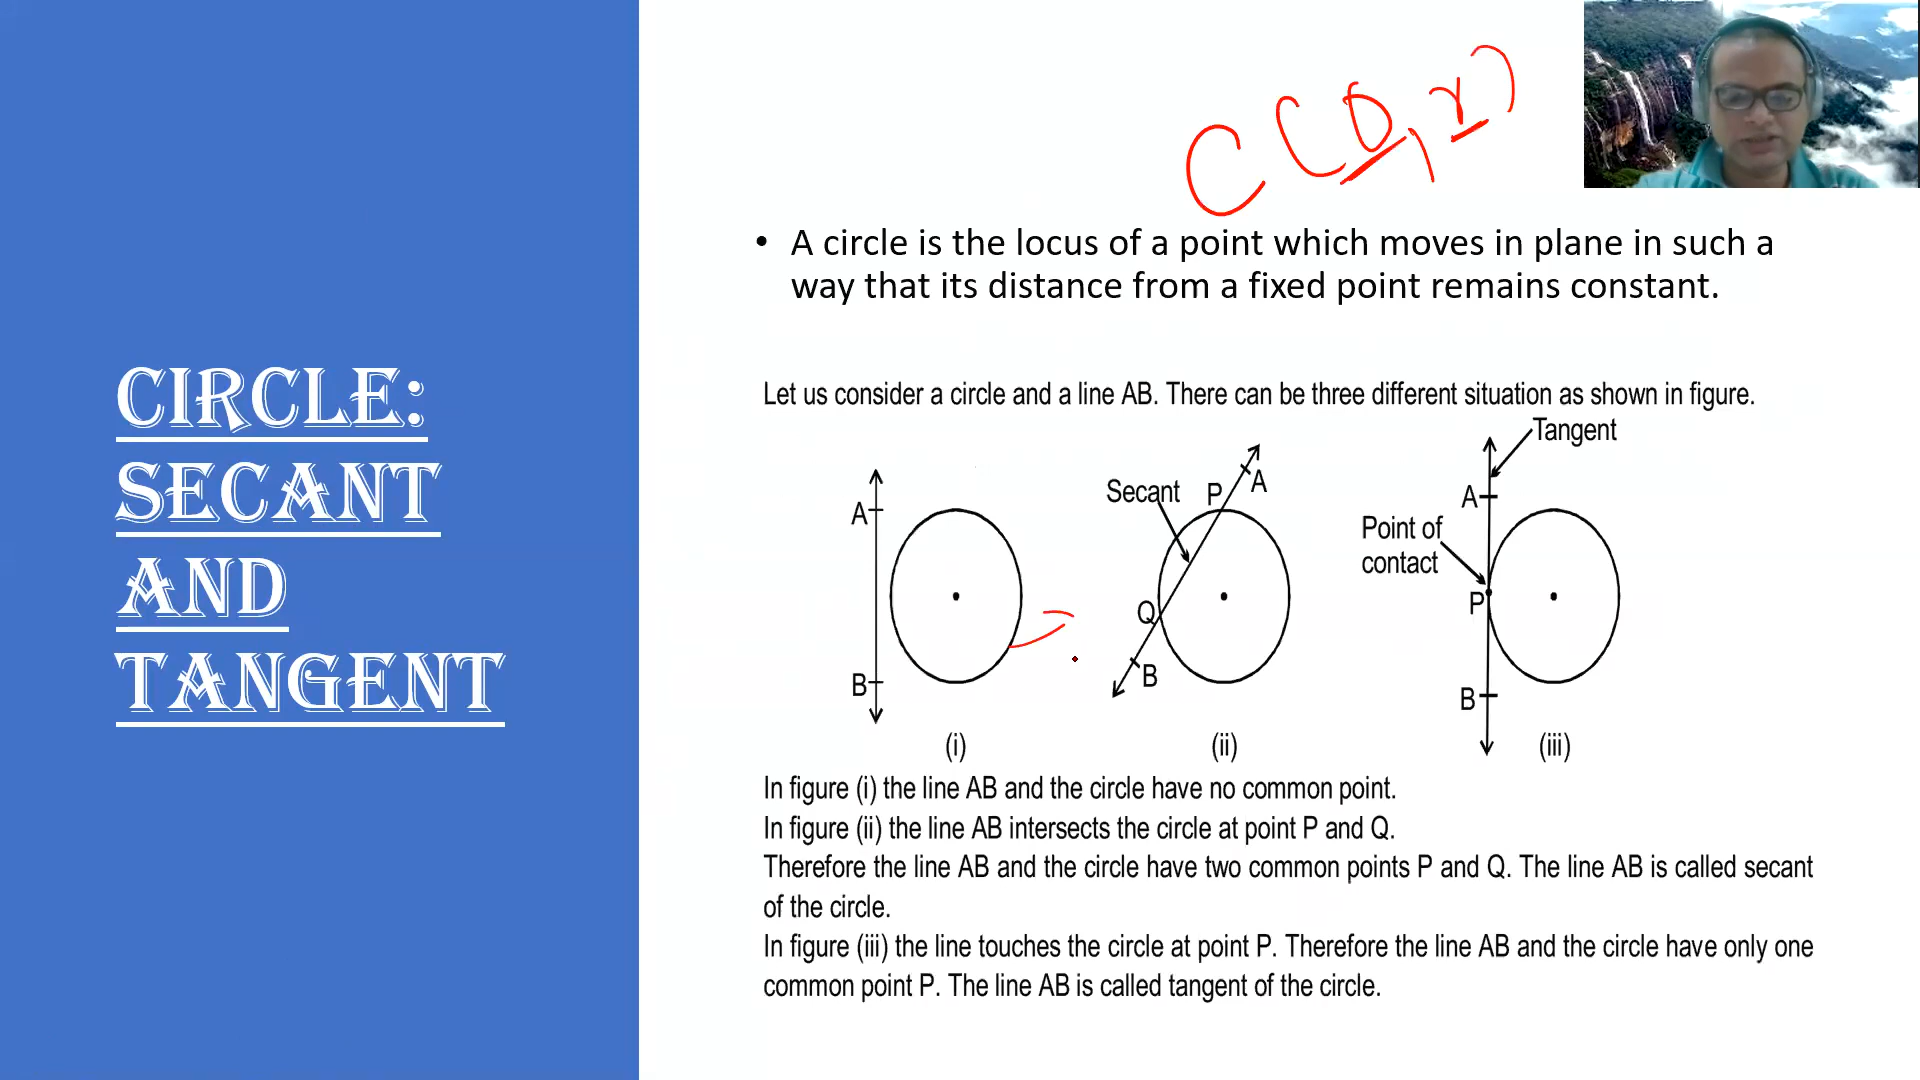 CIRCLE:
SECANT
AND
TANGENT
C(O,r)
• A circle is the locus of a point which moves in plane in such a
way that its distance from a fixed point remains constant.
Let us consider a circle and a line AB. There can be three different situation as shown in figure.
A
B
(i)
Secant
P
A
Q
B
(ii)
Tangent
A
Point of
contact
P
B
(iii)
In figure (i) the line AB and the circle have no common point.
In figure (ii) the line AB intersects the circle at point P and Q.
Therefore the line AB and the circle have two common points P and Q. The line AB is called secant
of the circle.
In figure (iii) the line touches the circle at point P. Therefore the line AB and the circle have only one
common point P. The line AB is called tangent of the circle.